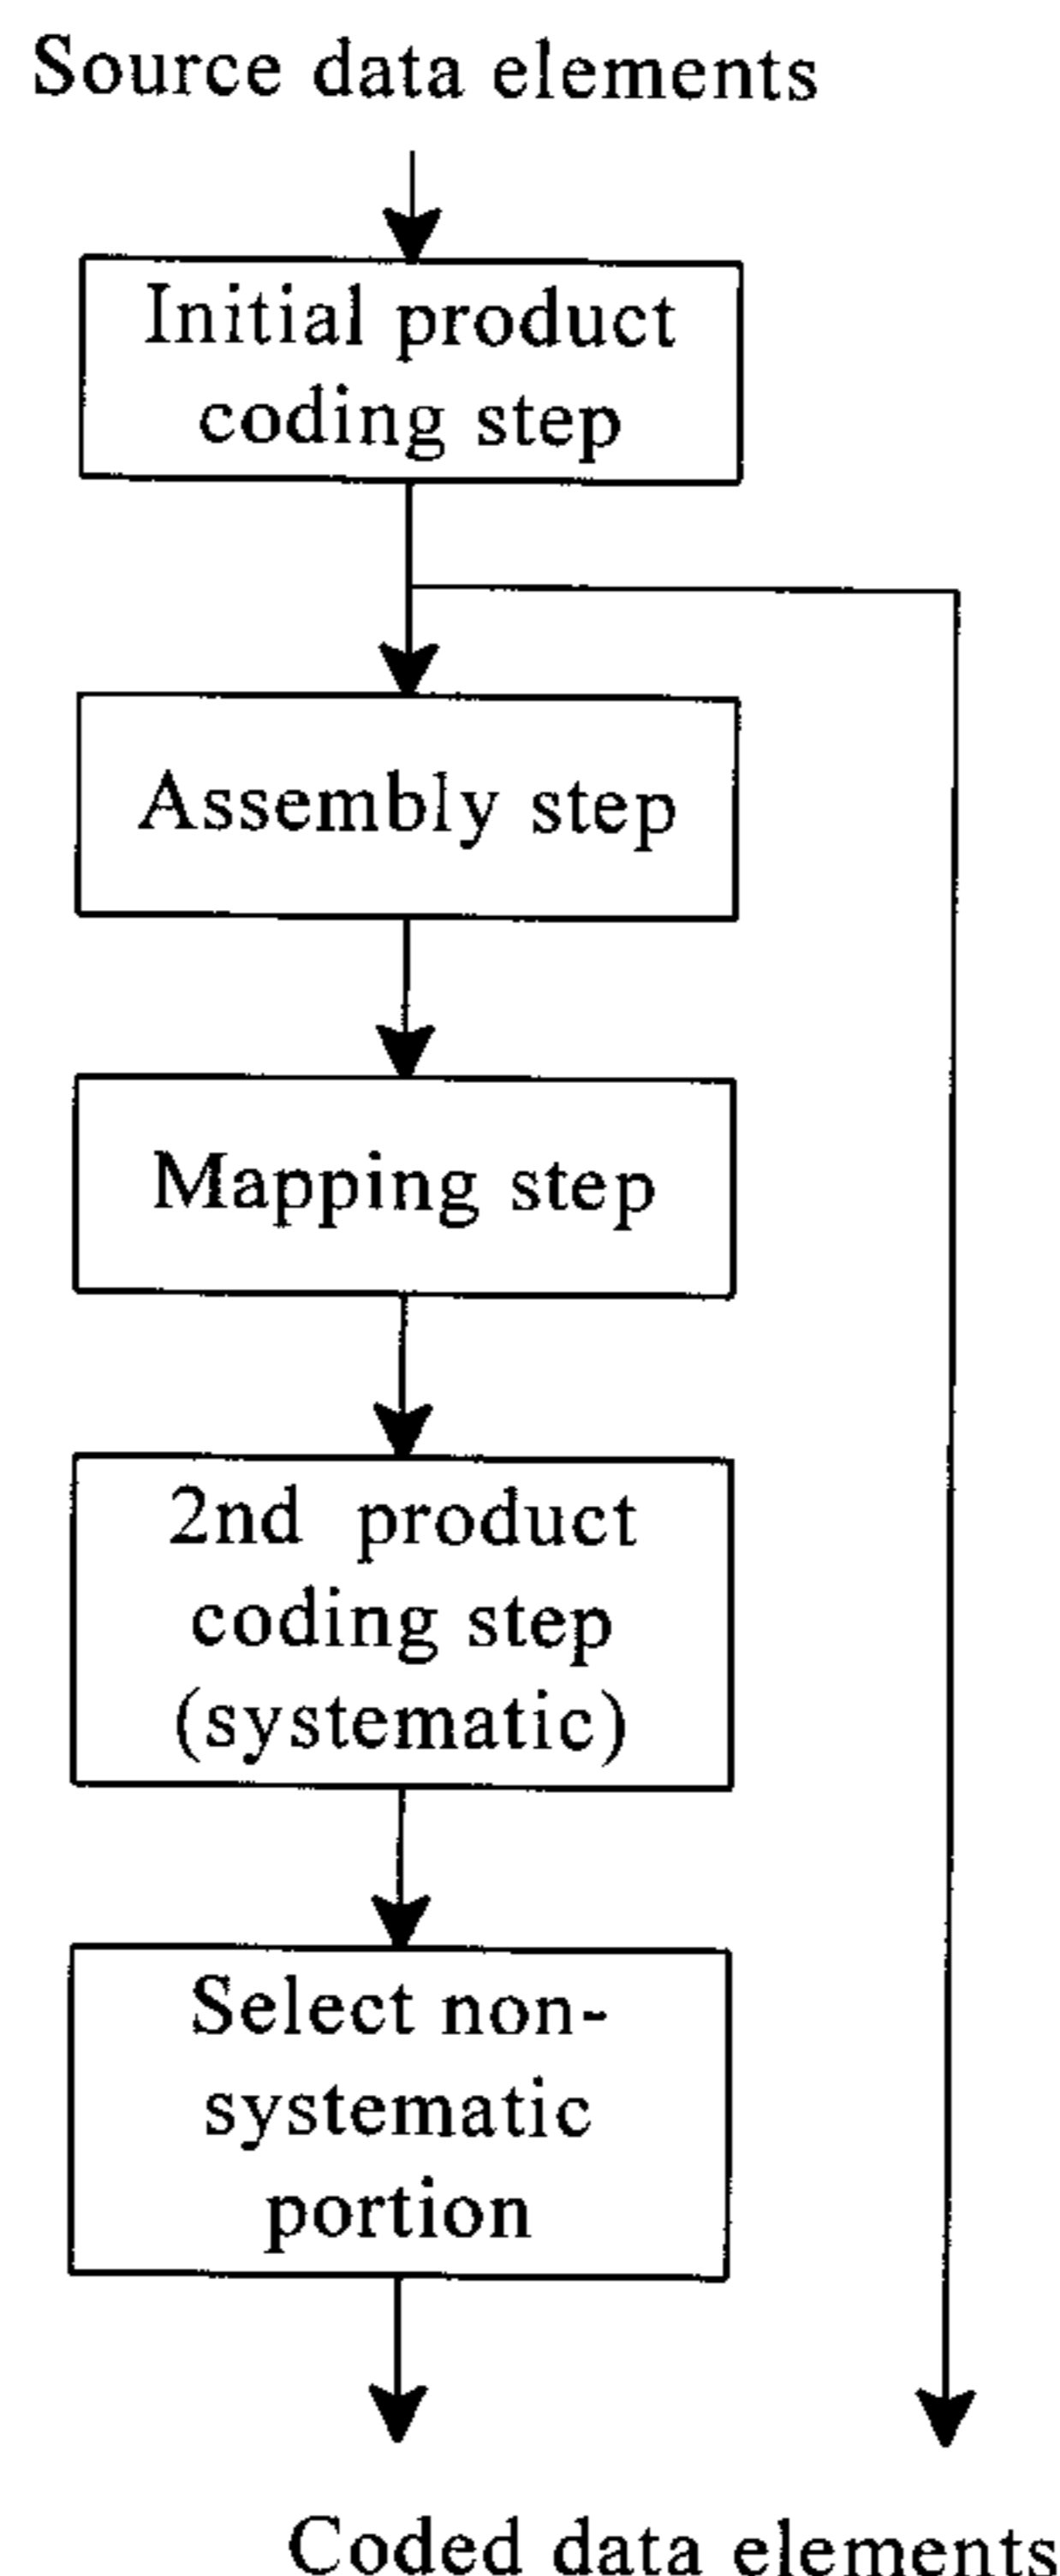 Source data elements
Initial product
coding step
Assembly step
Mapping step
2nd product
coding step
(systematic)
Select non-
systematic
portion
Coded data elements